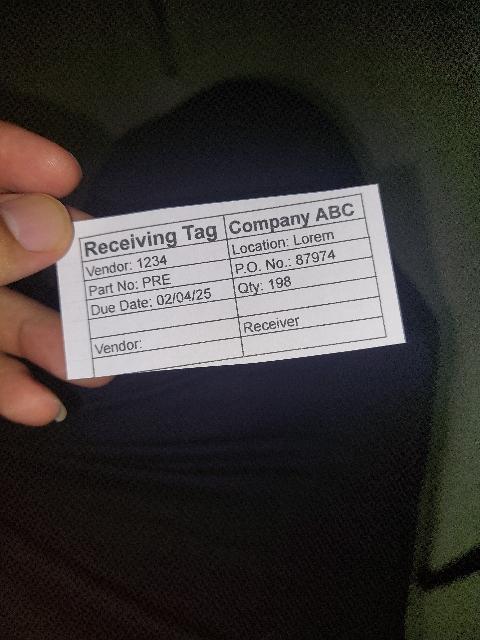 Receiving Tag Company ABC
Vendor: 1234 Location: Lorem
Part No: PRE P.O. No.: 87974
Due Date: 02/04/25 Qty: 198
Vendor: Receiver